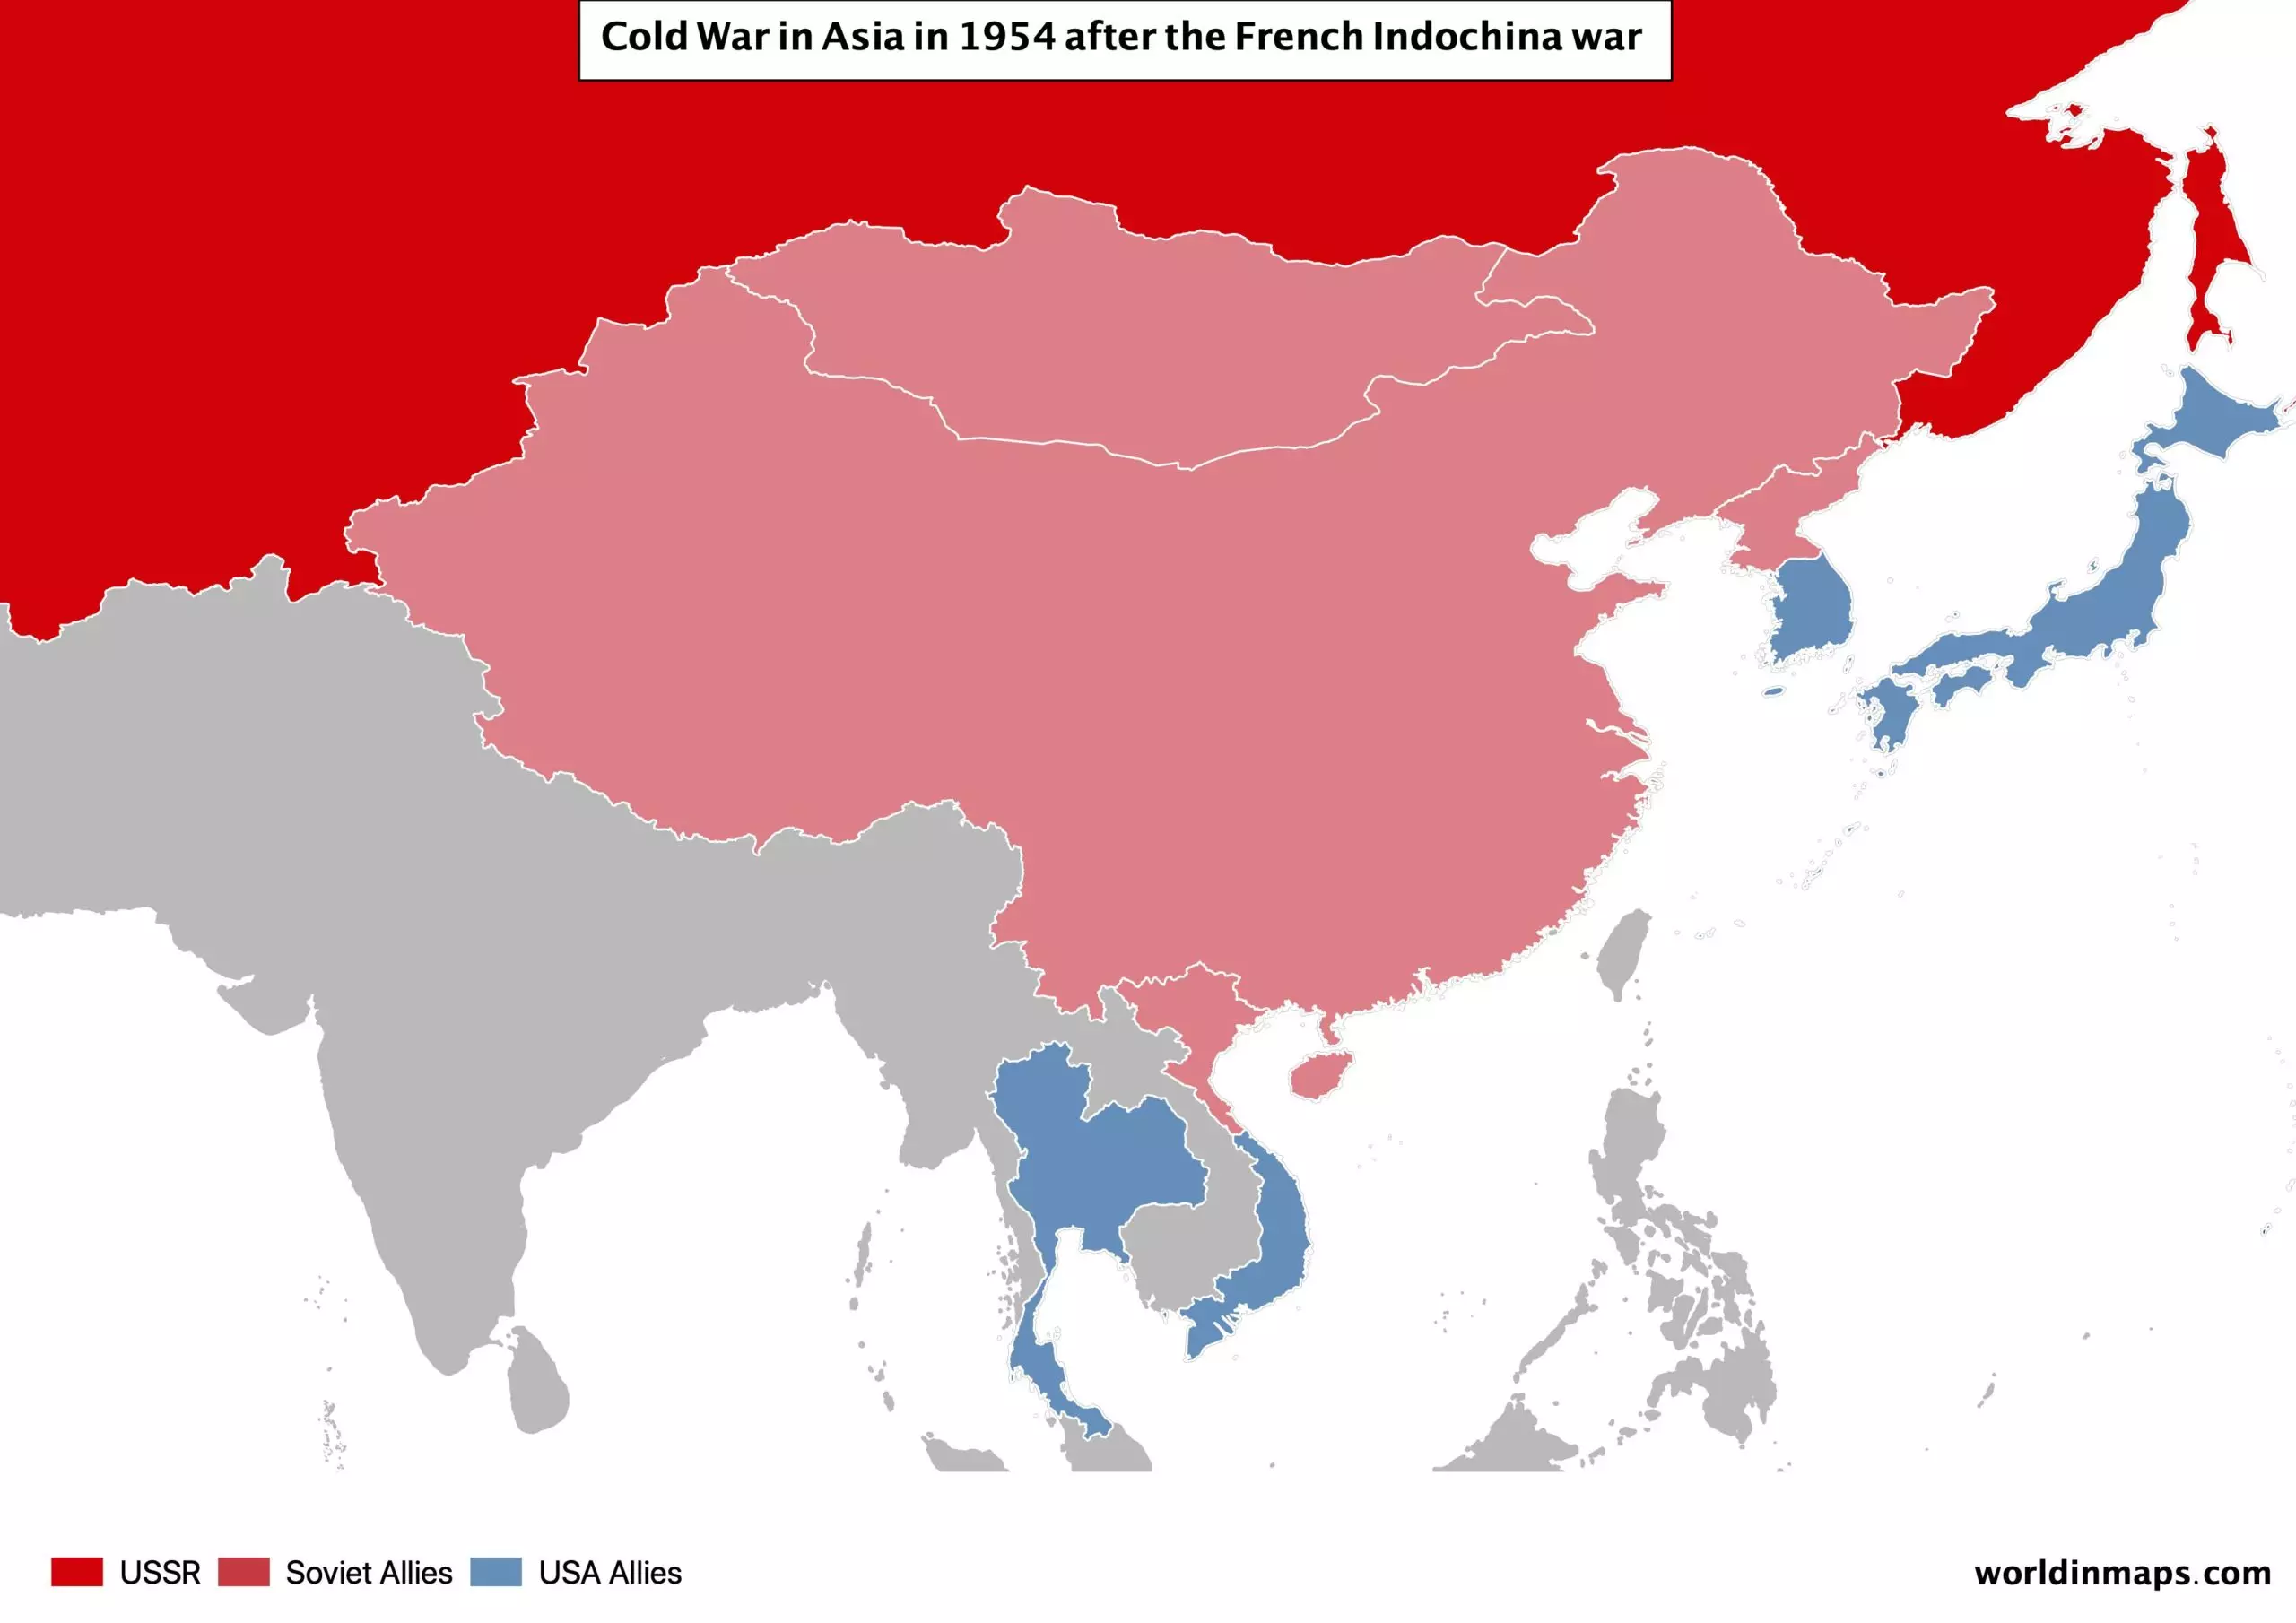 Cold War in Asia in 1954 after the French Indochina war
USSR Soviet Allies USA Allies
worldinmaps.com